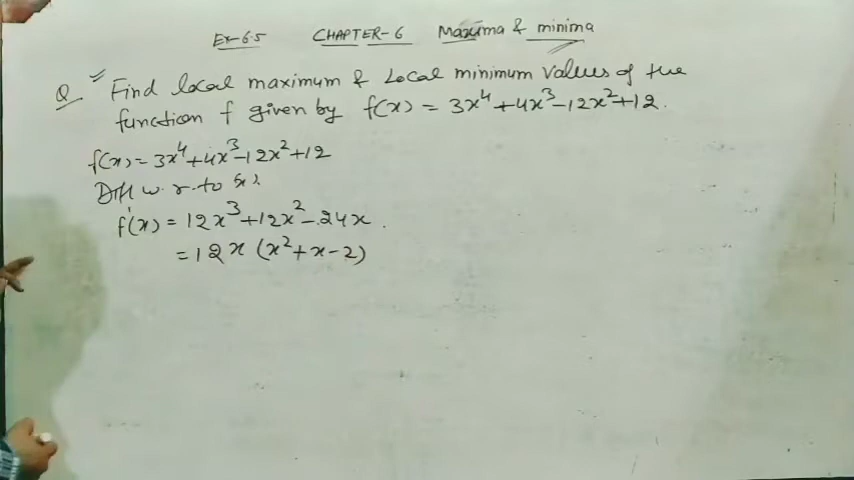 Ex-6.5 CHAPTER-6 Maxima & minima
Q Find local maximum & Local minimum values of the
function f given by f(x) = 3x⁴ + 4x³ - 12x² + 12.
f(x) = 3x⁴ + 4x³ - 12x² + 12
Diff w. r. to x
f'(x) = 12x³ + 12x² - 24x.
= 12x (x² + x - 2)